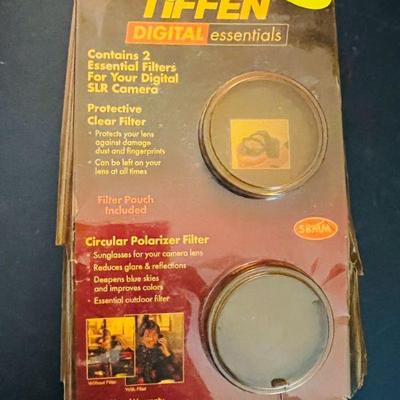 TIFFEN
DIGITAL essentials
Contains 2
Essential Filters
For Your Digital
SLR Camera
Protective
Clear Filter
• Protects your lens
against damage
dust and fingerprints
• Can be left on your
lens at all times
Filter Pouch
Included
58MM
Circular Polarizer Filter
• Sunglasses for your camera lens
• Reduces glare & reflections
• Deepens blue skies
and improves colors
• Essential outdoor filter
Without Filter
With Filter